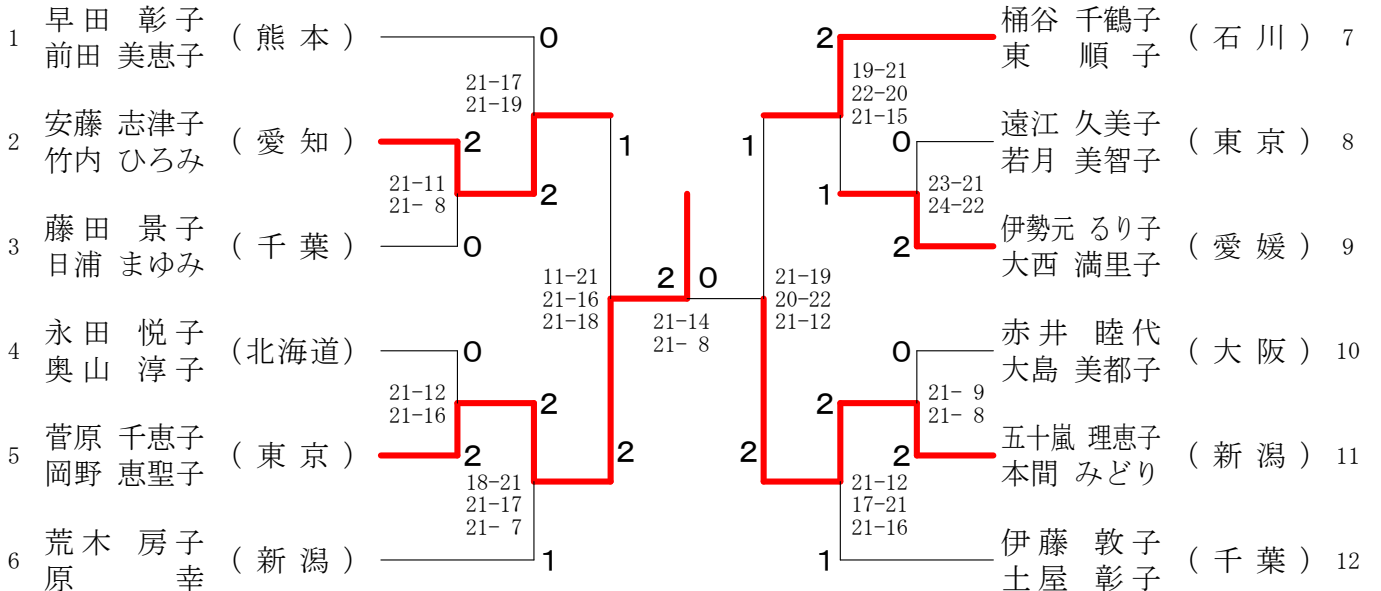 1 早田 彰子 (熊本)
前田 美恵子
0
21-17
21-19
2 安藤 志津子 (愛知)
竹内 ひろみ
2
21-11
21- 8
2
1
3 藤田 景子 (千葉)
日浦 まゆみ
0
11-21
21-16
21-18
4 永田 悦子 (北海道)
奥山 淳子
0
21-12
21-16
2
5 菅原 千恵子 (東京)
岡野 恵聖子
2
18-21
21-17
21- 7
2
6 荒木 房子 (新潟)
原 幸
1
2 0
21-14
21- 8
桶谷 千鶴子 (石川) 7
東 順子
2
19-21
22-20
21-15
遠江 久美子 (東京) 8
若月 美智子
0
1
23-21
24-22
1
伊勢元 るり子 (愛媛) 9
大西 満里子
2
21-19
20-22
21-12
赤井 睦代 (大阪) 10
大島 美都子
0
21- 9
21- 8
2
五十嵐 理恵子 (新潟) 11
本間 みどり
2
2
21-12
17-21
21-16
伊藤 敦子 (千葉) 12
土屋 彰子
1